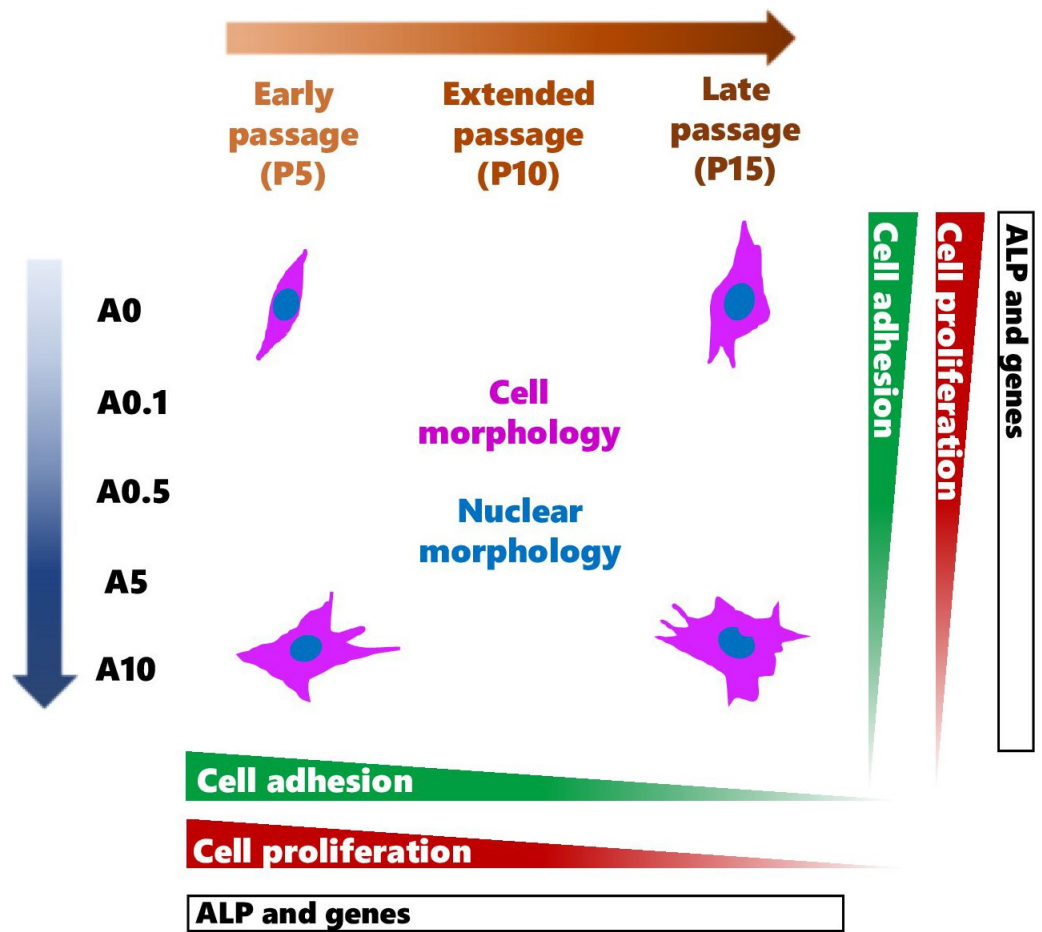 Early
passage
(P5)
Extended
passage
(P10)
Late
passage
(P15)
A0
A0.1
A0.5
A5
A10
Cell
morphology
Nuclear
morphology
Cell adhesion
Cell proliferation
ALP and genes
Cell adhesion
Cell proliferation
ALP and genes